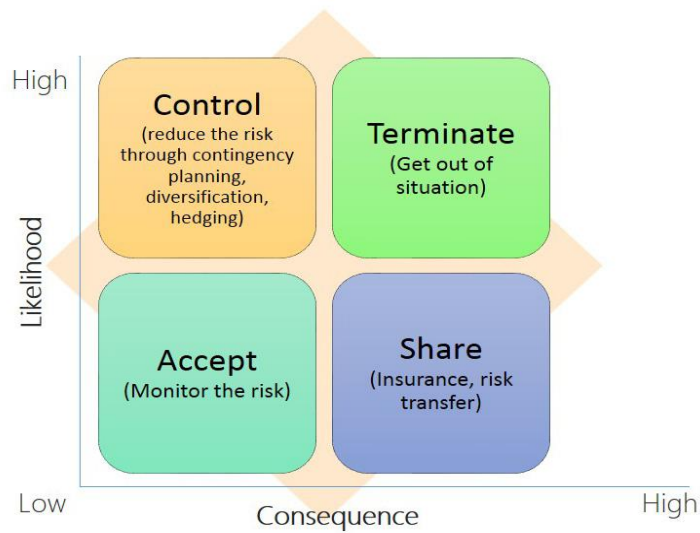 High
Control
(reduce the risk
through contingency
planning,
diversification,
hedging)
Terminate
(Get out of
situation)
Likelihood
Accept
(Monitor the risk)
Share
(Insurance, risk
transfer)
Low
Consequence
High